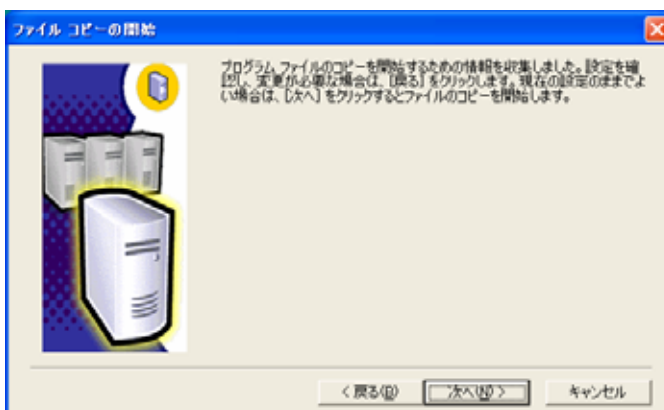 ファイル コピーの開始
プログラム ファイルのコピーを開始するための情報を収集しました。設定を確
認し、変更が必要な場合は、[戻る] をクリックします。現在の設定のままでよ
い場合は、[次へ] をクリックするとファイルのコピーを開始します。
< 戻る(B)
次へ(N) >
キャンセル